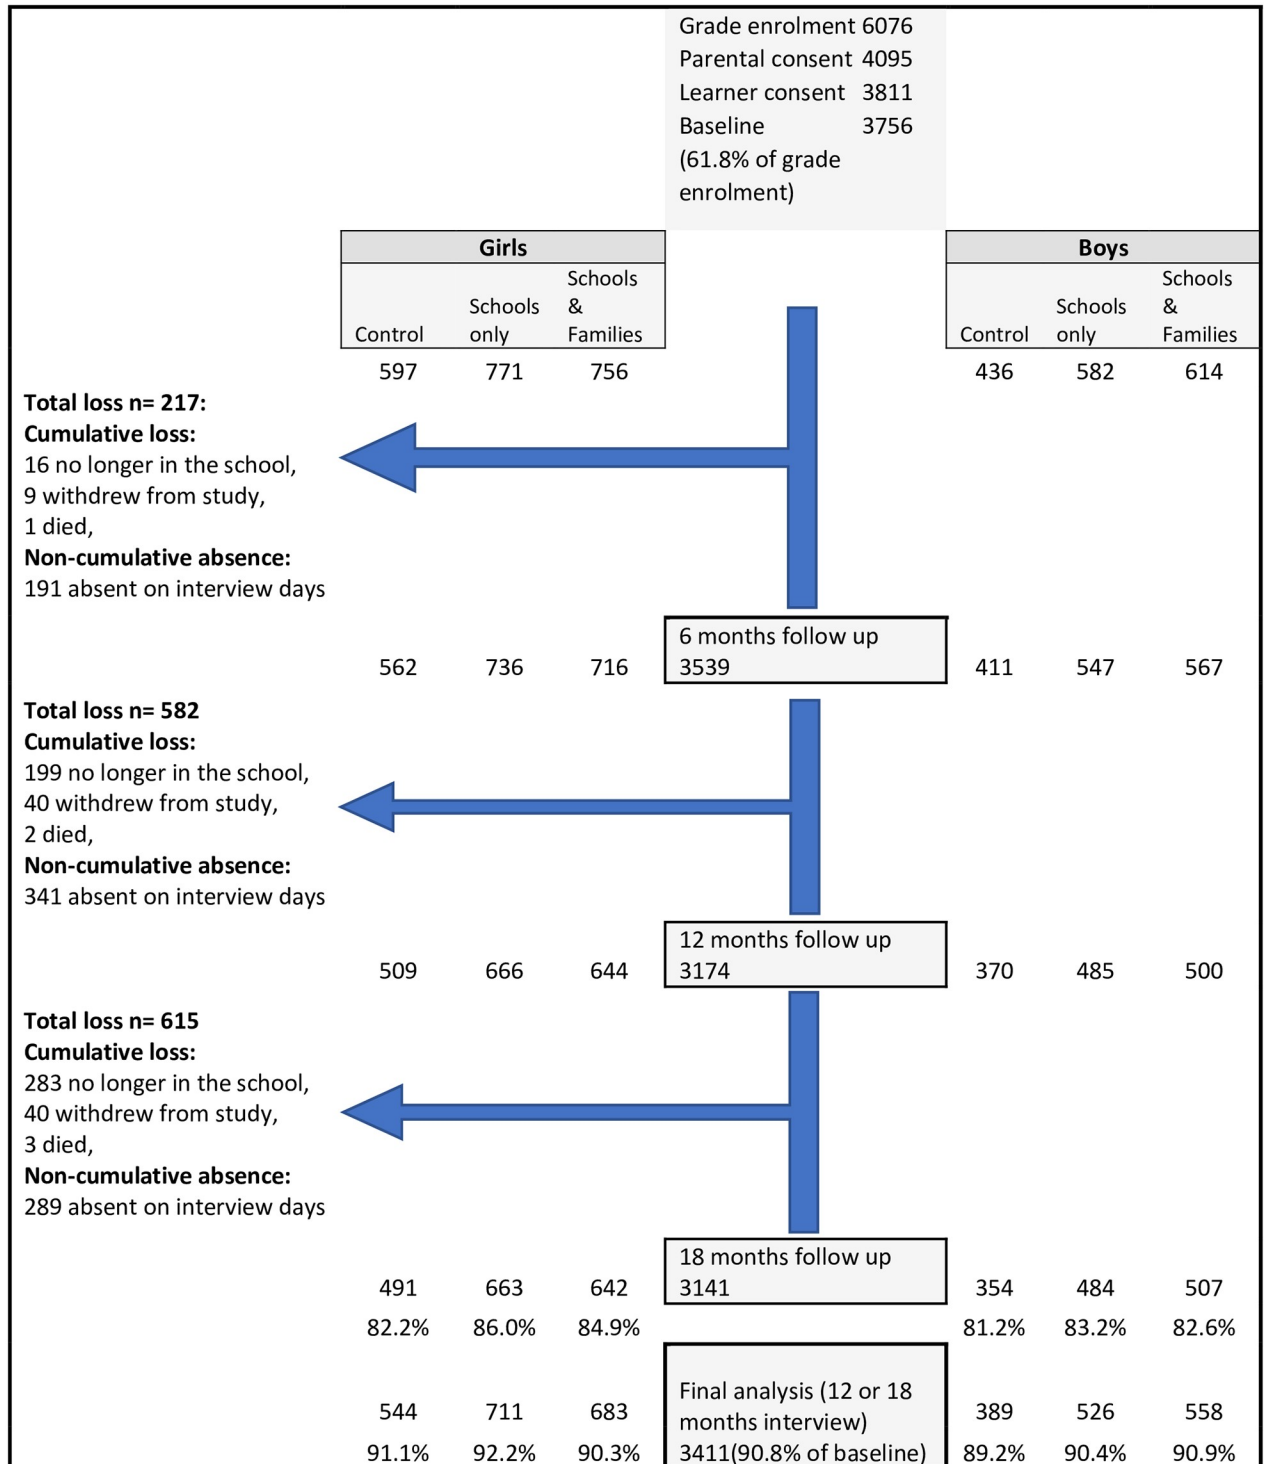 Grade enrolment 6076
Parental consent 4095
Learner consent 3811
Baseline 3756
(61.8% of grade
enrolment)
Girls
Boys
Control Schools only Schools & Families
Control Schools only Schools & Families
597 771 756
436 582 614
Total loss n= 217:
Cumulative loss:
16 no longer in the school,
9 withdrew from study,
1 died,
Non-cumulative absence:
191 absent on interview days
6 months follow up
562 736 716 3539 411 547 567
Total loss n= 582
Cumulative loss:
199 no longer in the school,
40 withdrew from study,
2 died,
Non-cumulative absence:
341 absent on interview days
12 months follow up
509 666 644 3174 370 485 500
Total loss n= 615
Cumulative loss:
283 no longer in the school,
40 withdrew from study,
3 died,
Non-cumulative absence:
289 absent on interview days
18 months follow up
491 663 642 3141 354 484 507
82.2% 86.0% 84.9% 81.2% 83.2% 82.6%
Final analysis (12 or 18
544 711 683 months interview) 389 526 558
91.1% 92.2% 90.3% 3411(90.8% of baseline) 89.2% 90.4% 90.9%